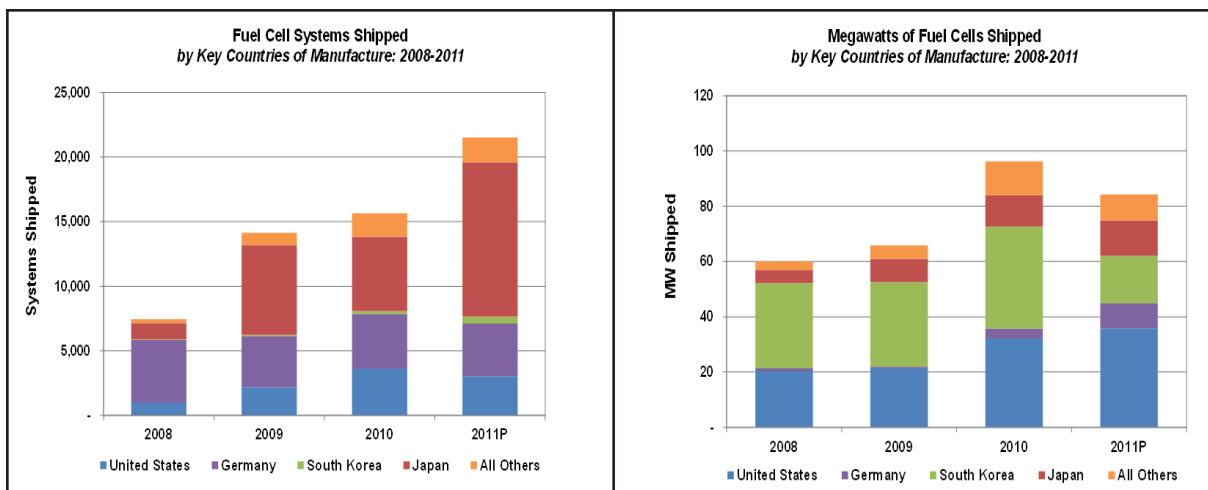 Fuel Cell Systems Shipped
by Key Countries of Manufacture: 2008-2011
Systems Shipped
25,000
20,000
15,000
10,000
5,000
-
2008 2009 2010 2011P
United States Germany South Korea Japan All Others
Megawatts of Fuel Cells Shipped
by Key Countries of Manufacture: 2008-2011
MW Shipped
120
100
80
60
40
20
-
2008 2009 2010 2011P
United States Germany South Korea Japan All Others